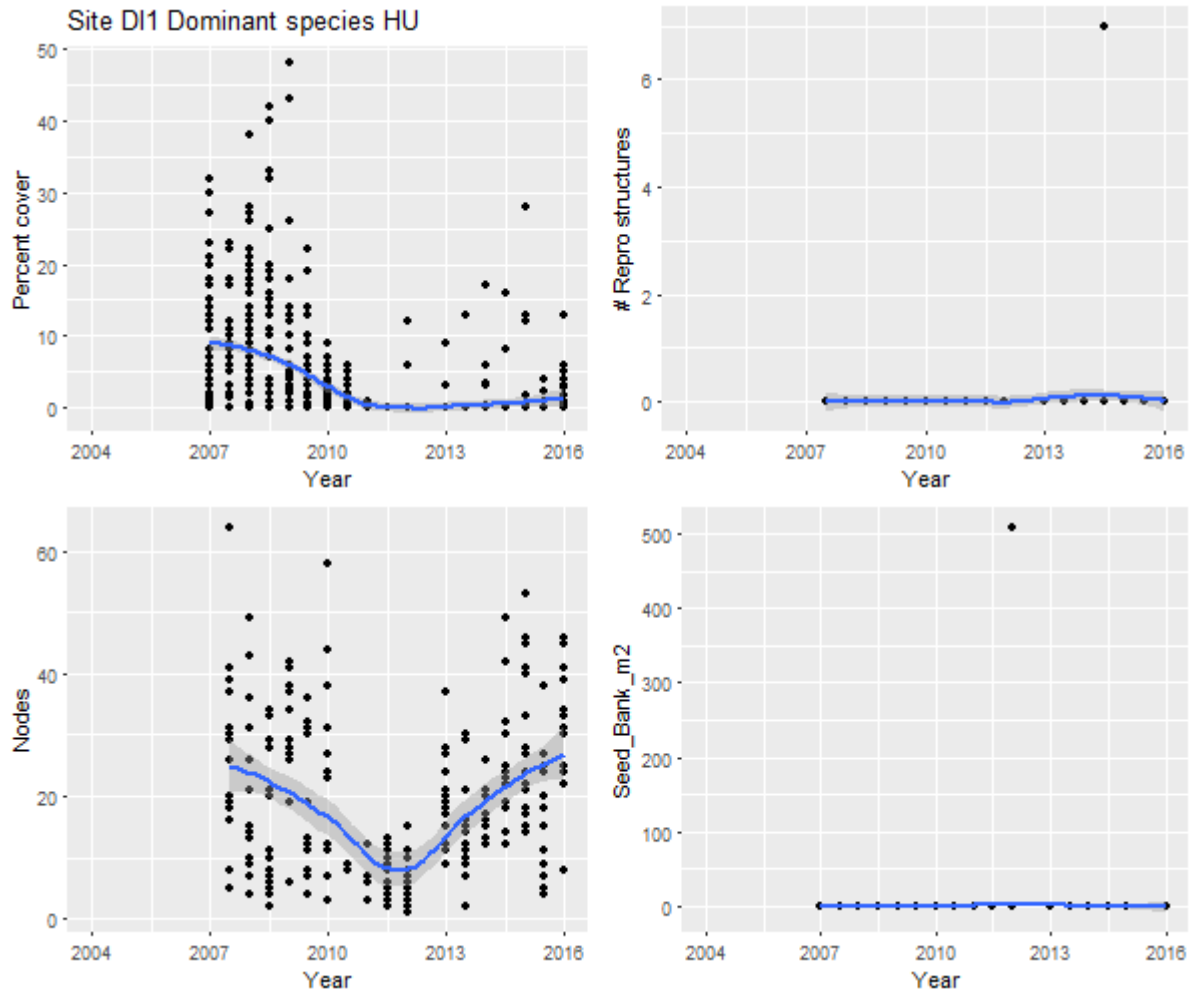 Site DI1 Dominant species HU
50
40
30
20
10
0
Percent cover
2004 2007 2010 2013 2016
Year
6
4
2
0
# Repro structures
2004 2007 2010 2013 2016
Year
60
40
20
0
Nodes
2004 2007 2010 2013 2016
Year
500
400
300
200
100
0
Seed_Bank_m2
2004 2007 2010 2013 2016
Year